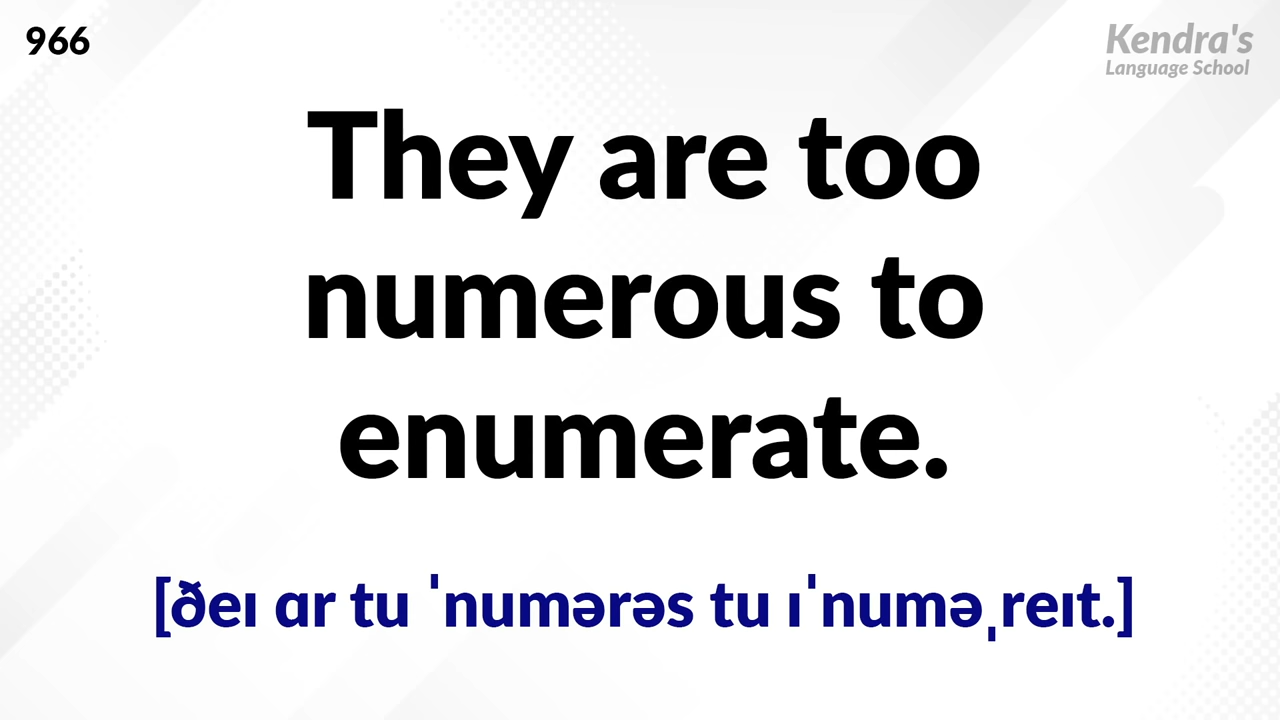 966
Kendra's
Language School
They are too
numerous to
enumerate.
[ðeɪ ɑr tu ˈnumərəs tu ɪˈnuməˌreɪt.]